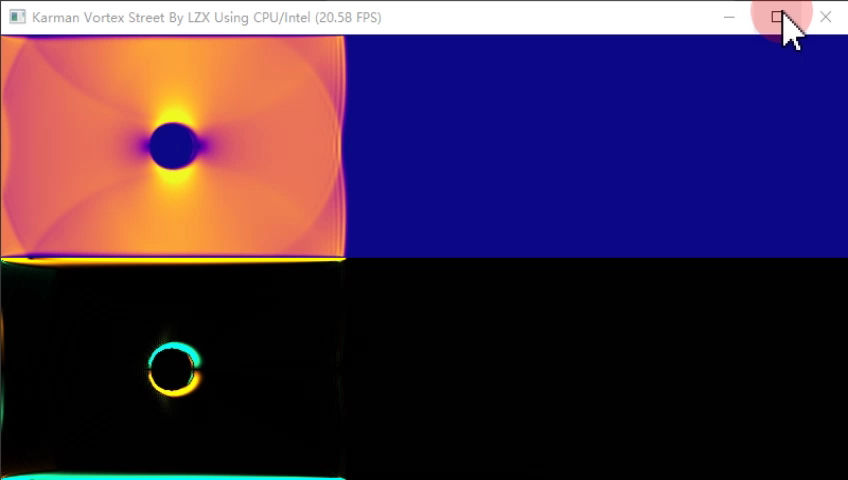 Karman Vortex Street By LZX Using CPU/Intel (20.58 FPS)